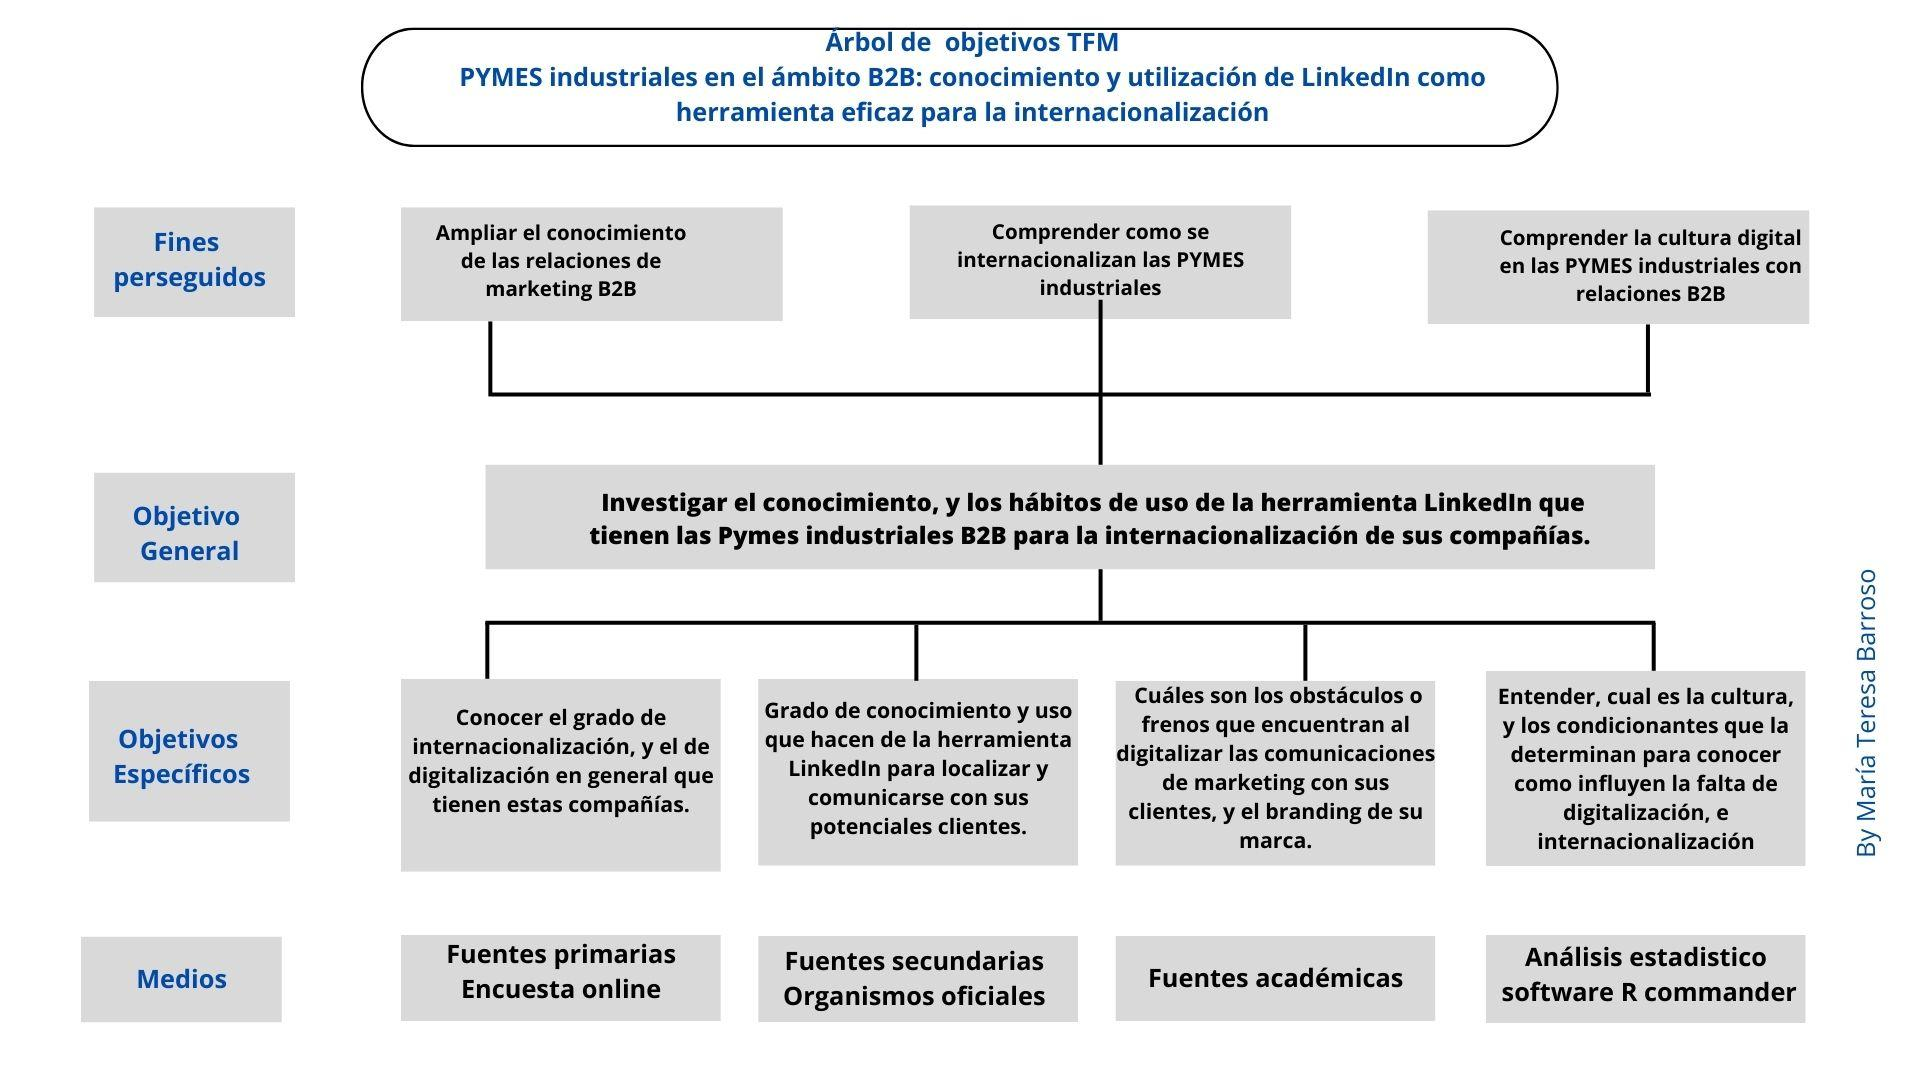 Árbol de objetivos TFM
PYMES industriales en el ámbito B2B: conocimiento y utilización de LinkedIn como
herramienta eficaz para la internacionalización
Fines
perseguidos
Ampliar el conocimiento
de las relaciones de
marketing B2B
Comprender como se
internacionalizan las PYMES
industriales
Comprender la cultura digital
en las PYMES industriales con
relaciones B2B
Objetivo
General
Investigar el conocimiento, y los hábitos de uso de la herramienta LinkedIn que
tienen las Pymes industriales B2B para la internacionalización de sus compañías.
Objetivos
Específicos
Conocer el grado de
internacionalización, y el de
digitalización en general que
tienen estas compañías.
Grado de conocimiento y uso
que hacen de la herramienta
LinkedIn para localizar y
comunicarse con sus
potenciales clientes.
Cuáles son los obstáculos o
frenos que encuentran al
digitalizar las comunicaciones
de marketing con sus
clientes, y el branding de su
marca.
Entender, cual es la cultura,
y los condicionantes que la
determinan para conocer
como influyen la falta de
digitalización, e
internacionalización
Medios
Fuentes primarias
Encuesta online
Fuentes secundarias
Organismos oficiales
Fuentes académicas
Análisis estadistico
software R commander
By María Teresa Barroso